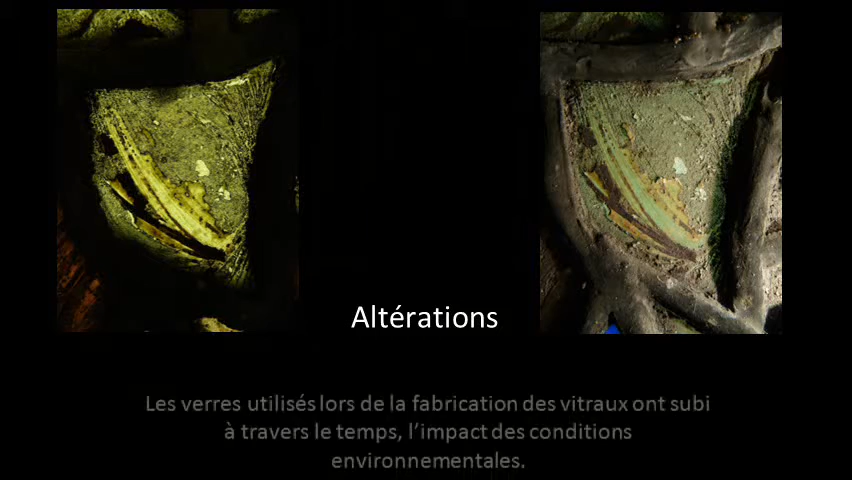 Altérations
Les verres utilisés lors de la fabrication des vitraux ont subi
à travers le temps, l’impact des conditions
environnementales.